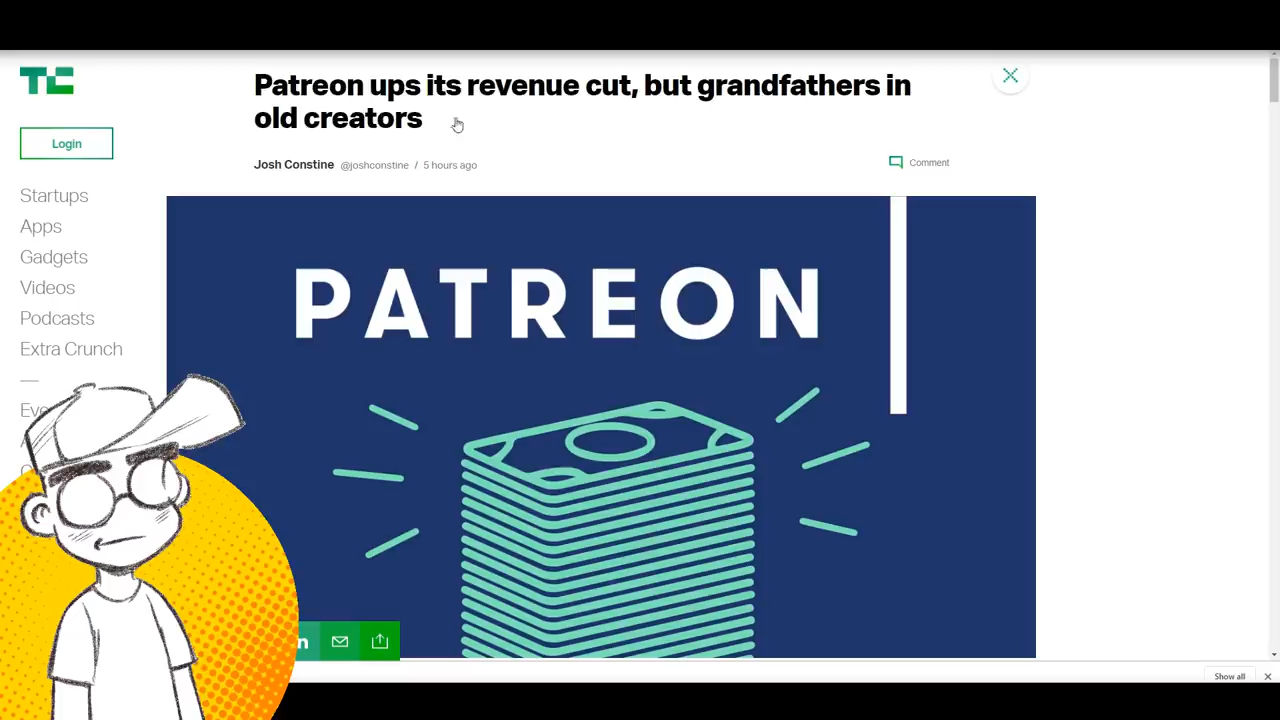 TC
Patreon ups its revenue cut, but grandfathers in
old creators
Login
Josh Constine @joshconstine / 5 hours ago
Comment
Startups
Apps
Gadgets
Videos
Podcasts
Extra Crunch
—
PATREON
Show all